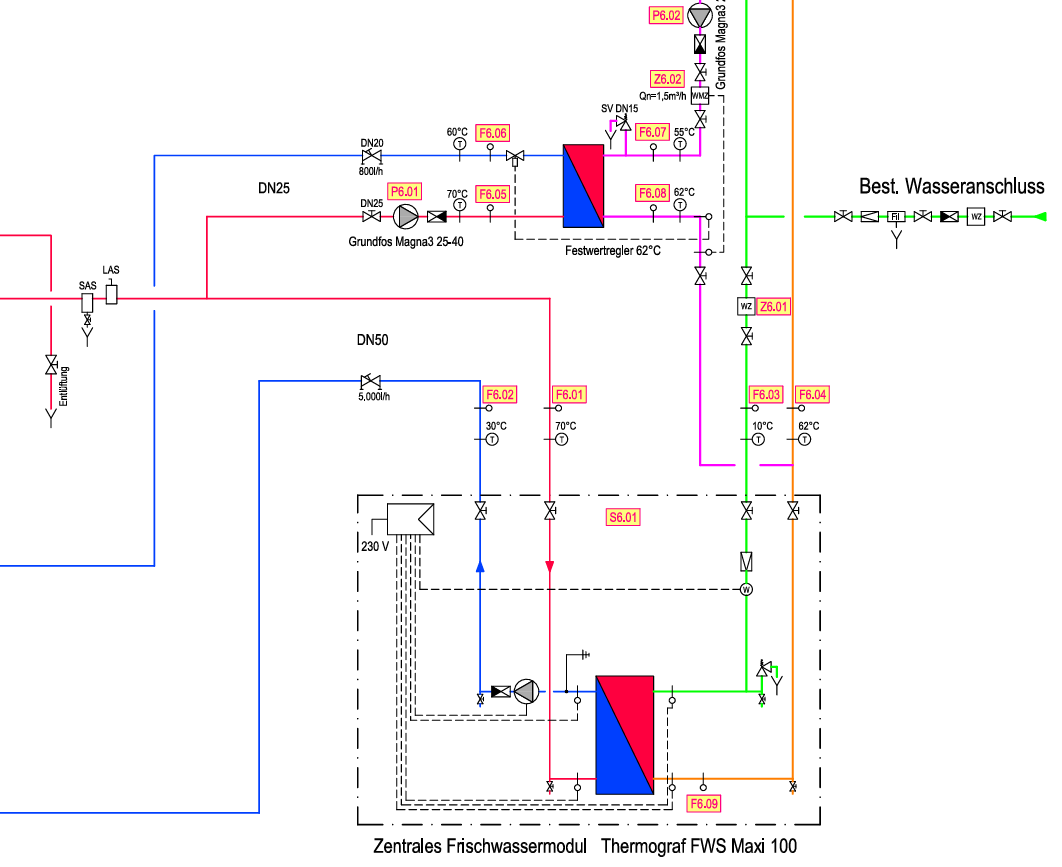 P6.02
Grundfos Magna3 2
Z6.02
Qn=1,5m³/h
WMZ
SV DN15
DN20
60°C
F6.06
F6.07
55°C
T
T
800l/h
DN25
P6.01
70°C
F6.05
F6.08
62°C
DN25
T
T
Grundfos Magna3 25-40
Festwertregler 62°C
Best. Wasseranschluss
Fil
WZ
LAS
SAS
WZ
Z6.01
DN50
Entlüftung
5,000l/h
F6.02
F6.01
F6.03
F6.04
30°C
70°C
10°C
62°C
T
T
T
T
S6.01
230 V
W
F6.09
Zentrales Frischwassermodul Thermograf FWS Maxi 100